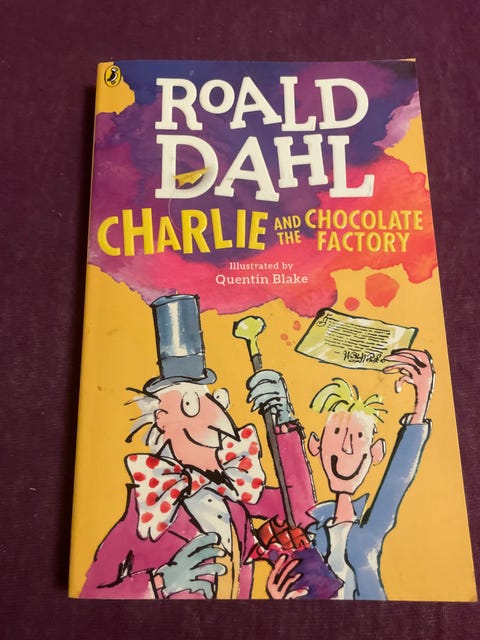 ROALD
DAHL
CHARLIE AND THE CHOCOLATE FACTORY
Illustrated by
Quentin Blake